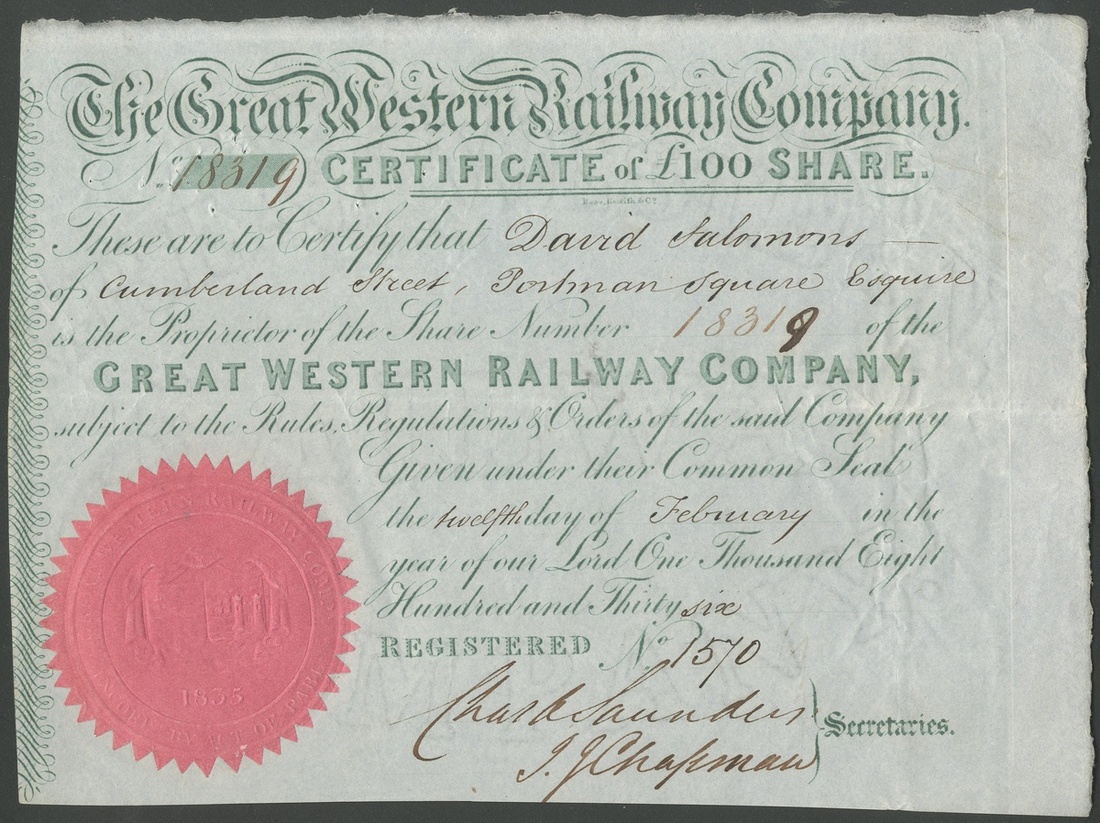 The Great Western Railway Company.
No. 18319 CERTIFICATE of £100 SHARE.
These are to Certify that David Salomons —
of Cumberland Street, Portman Square Esquire
is the Proprietor of the Share Number 18319 of the
GREAT WESTERN RAILWAY COMPANY,
subject to the Rules, Regulations & Orders of the said Company
Given under their Common Seal
the twelfth day of February in the
year of our Lord One Thousand Eight
Hundred and Thirty six
REGISTERED No 1570
Chas A Saunders
J. J. Chapman
Secretaries.
WESTERN RAILWAY COMP
1835